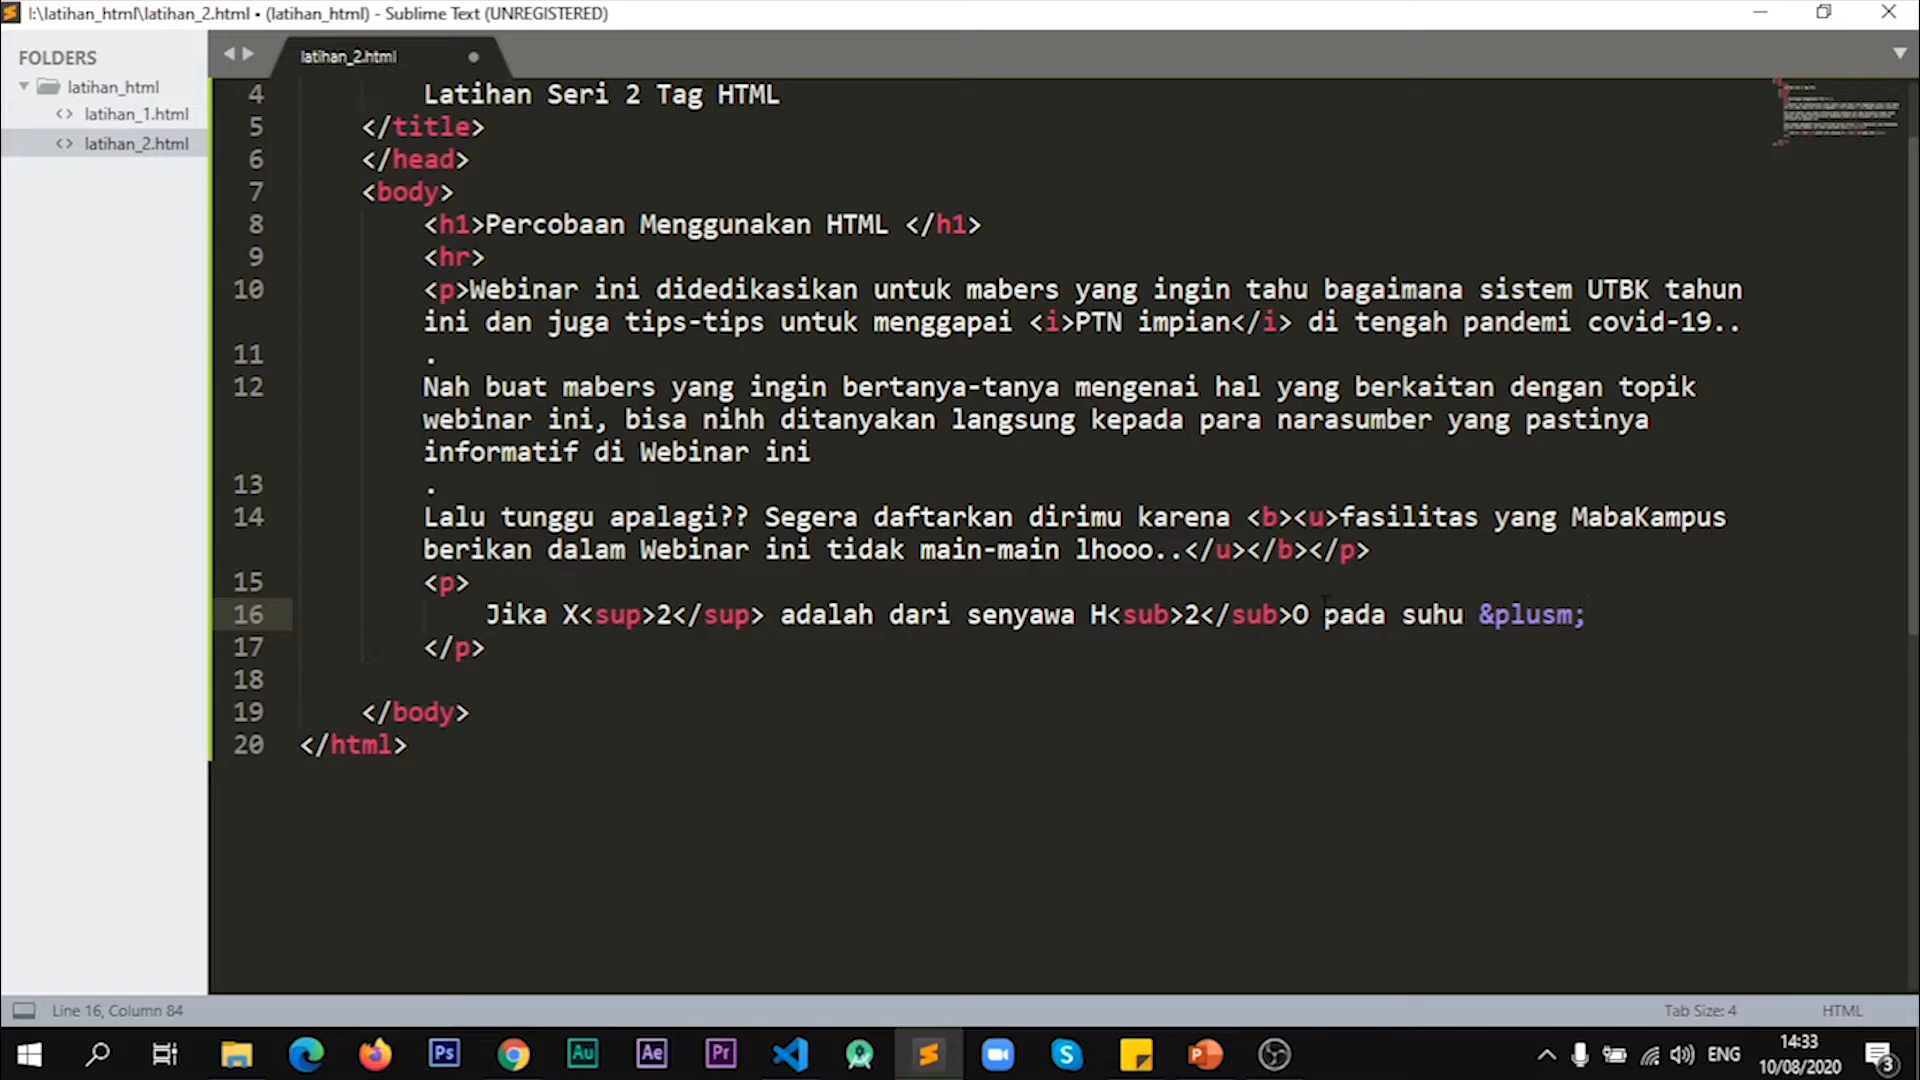 I:\latihan_html\latihan_2.html • (latihan_html) - Sublime Text (UNREGISTERED)
FOLDERS
latihan_html
<> latihan_1.html
<> latihan_2.html
latihan_2.html
4 Latihan Seri 2 Tag HTML
5 </title>
6 </head>
7 <body>
8 <h1>Percobaan Menggunakan HTML </h1>
9 <hr>
10 <p>Webinar ini didedikasikan untuk mabers yang ingin tahu bagaimana sistem UTBK tahun
ini dan juga tips-tips untuk menggapai <i>PTN impian</i> di tengah pandemi covid-19..
11 .
12 Nah buat mabers yang ingin bertanya-tanya mengenai hal yang berkaitan dengan topik
webinar ini, bisa nihh ditanyakan langsung kepada para narasumber yang pastinya
informatif di Webinar ini
13 .
14 Lalu tunggu apalagi?? Segera daftarkan dirimu karena <b><u>fasilitas yang MabaKampus
berikan dalam Webinar ini tidak main-main lhooo..</u></b></p>
15 <p>
16 Jika X<sup>2</sup> adalah dari senyawa H<sub>2</sub>O pada suhu &plusm;
17 </p>
18
19 </body>
20 </html>
Line 16, Column 84
Tab Size: 4
HTML
Ps
Au
Ae
Pr
ENG
14:33
10/08/2020
3